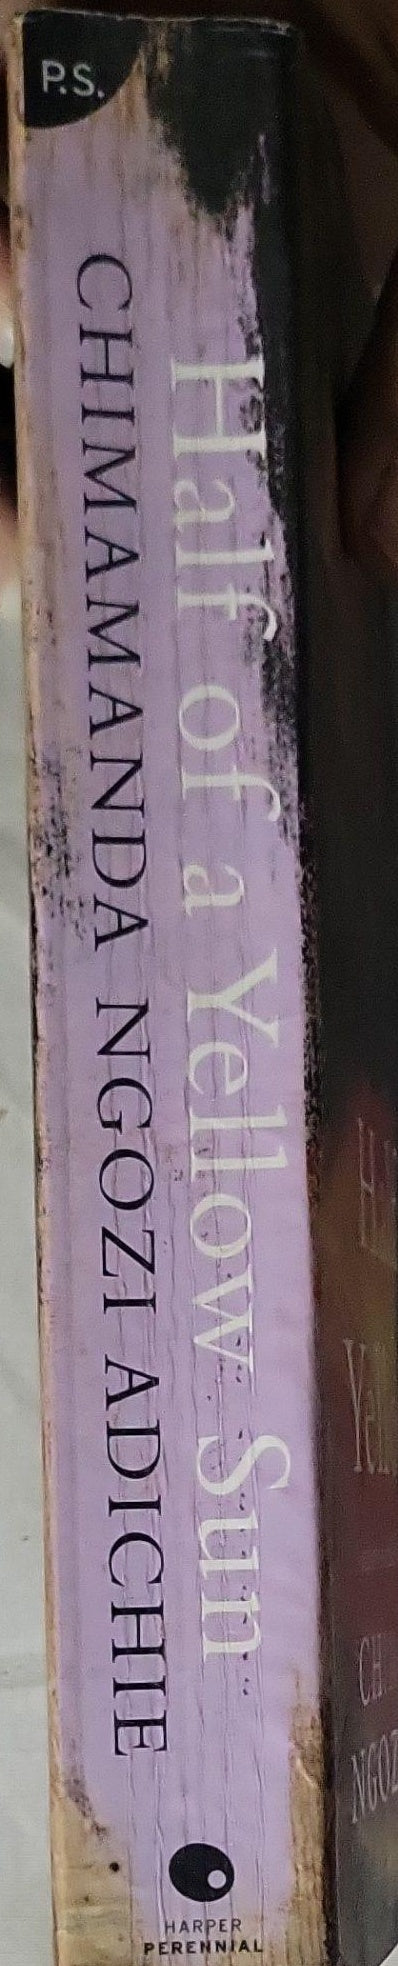 P.S.
Half of a Yellow Sun
CHIMAMANDA NGOZI ADICHIE
HARPER
PERENNIAL